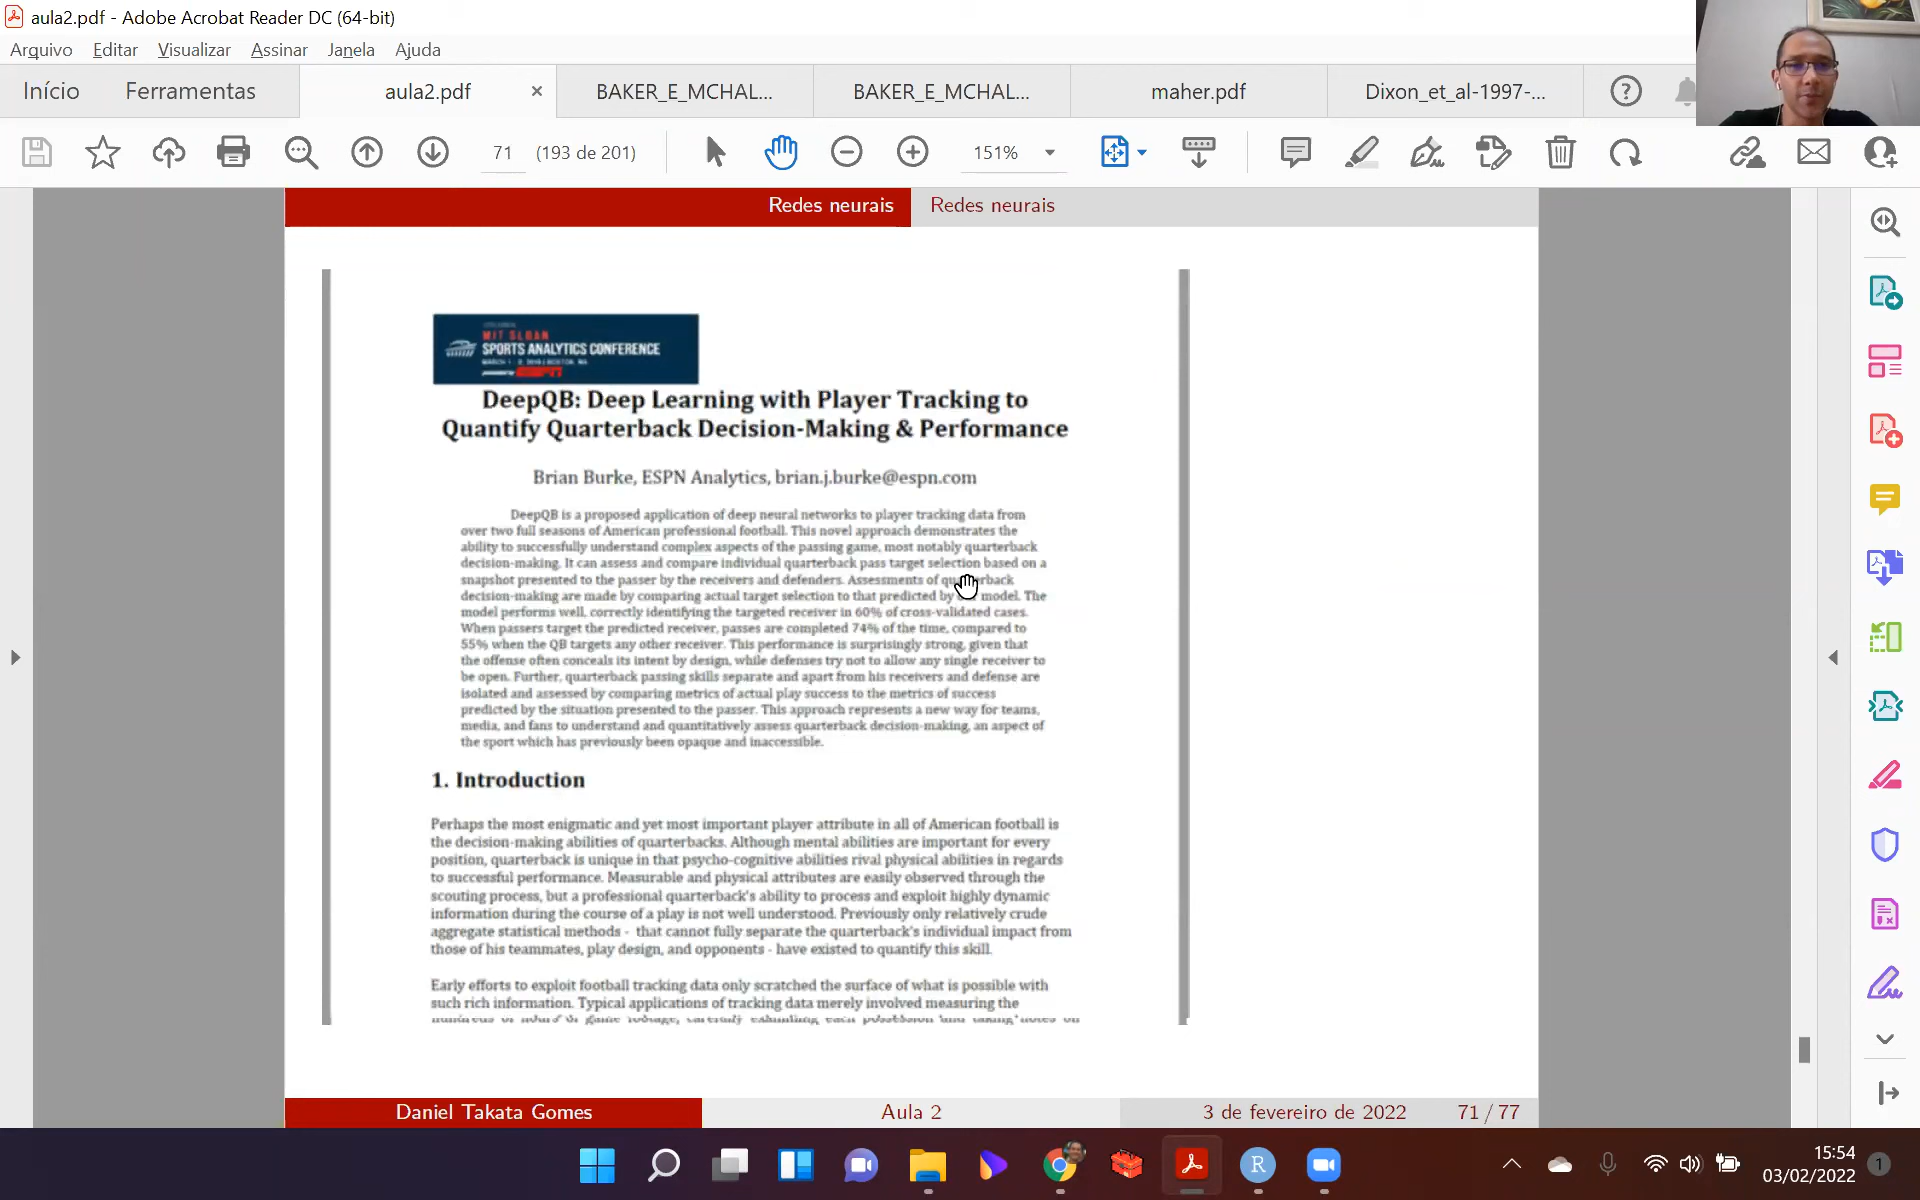 aula2.pdf - Adobe Acrobat Reader DC (64-bit)
Arquivo Editar Visualizar Assinar Janela Ajuda
Início Ferramentas aula2.pdf × BAKER_E_MCHAL... BAKER_E_MCHAL... maher.pdf Dixon_et_al-1997-...
71 (193 de 201) 151%
Redes neurais Redes neurais
MIT SLOAN
SPORTS ANALYTICS CONFERENCE
ESPN
DeepQB: Deep Learning with Player Tracking to
Quantify Quarterback Decision-Making & Performance
Brian Burke, ESPN Analytics, brian.j.burke@espn.com
DeepQB is a proposed application of deep neural networks to player tracking data from
over two full seasons of American professional football. This novel approach demonstrates the
ability to successfully understand complex aspects of the passing game, most notably quarterback
decision-making. It can assess and compare individual quarterback pass target selection based on a
snapshot presented to the passer by the receivers and defenders. Assessments of quarterback
decision-making are made by comparing actual target selection to that predicted by model. The
model performs well, correctly identifying the targeted receiver in 60% of cross-validated cases.
When passers target the predicted receiver, passes are completed 74% of the time, compared to
55% when the QB targets any other receiver. This performance is surprisingly strong, given that
the offense often conceals its intent by design, while defenses try not to allow any single receiver to
be open. Further, quarterback passing skills separate and apart from his receivers and defense are
isolated and assessed by comparing metrics of actual play success to the metrics of success
predicted by the situation presented to the passer. This approach represents a new way for teams,
media, and fans to understand and quantitatively assess quarterback decision-making, an aspect of
the sport which has previously been opaque and inaccessible.
1. Introduction
Perhaps the most enigmatic and yet most important player attribute in all of American football is
the decision-making abilities of quarterbacks. Although mental abilities are important for every
position, quarterback is unique in that psycho-cognitive abilities rival physical abilities in regards
to successful performance. Measurable and physical attributes are easily observed through the
scouting process, but a professional quarterback's ability to process and exploit highly dynamic
information during the course of a play is not well understood. Previously only relatively crude
aggregate statistical methods - that cannot fully separate the quarterback's individual impact from
those of his teammates, play design, and opponents - have existed to quantify this skill.
Early efforts to exploit football tracking data only scratched the surface of what is possible with
such rich information. Typical applications of tracking data merely involved measuring the
Daniel Takata Gomes Aula 2 3 de fevereiro de 2022 71 / 77
15:54
03/02/2022 1